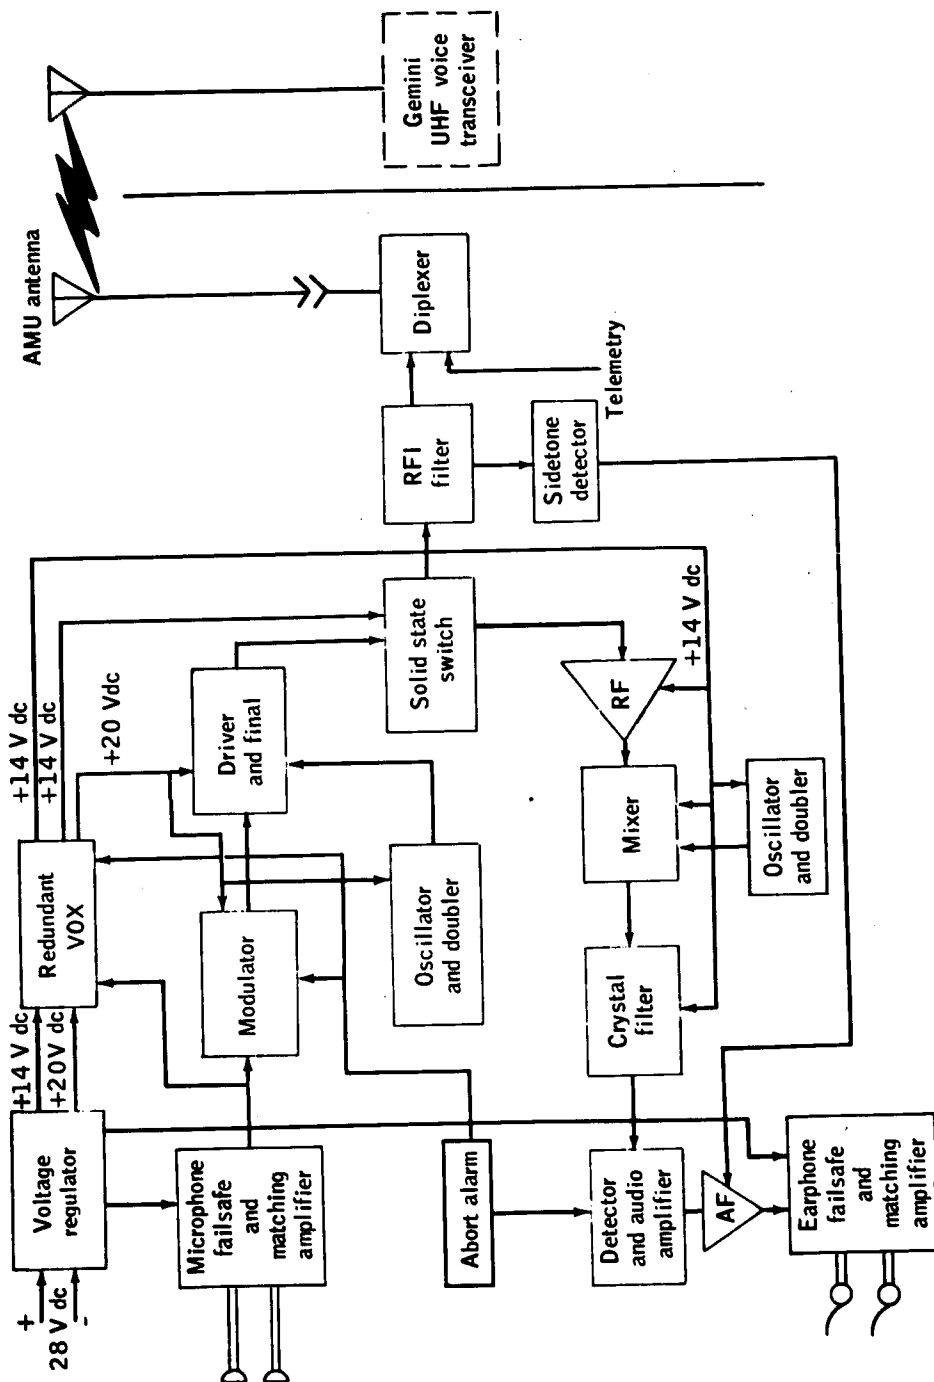 28 V dc
+
-
Voltage
regulator
+14 V dc
+20V dc
Redundant
VOX
+14 V dc
+14 V dc
+20 Vdc
AMU antenna
Microphone
failsafe
and
matching
amplifier
Modulator
Driver
and final
Oscillator
and doubler
Abort alarm
Solid state
switch
RFI
filter
Diplexer
Gemini
UHF voice
transceiver
Sidetone
detector
Telemetry
Detector
and audio
amplifier
Crystal
filter
Mixer
RF
+14 V dc
Oscillator
and doubler
AF
Earphone
failsafe
and
matching
amplifier